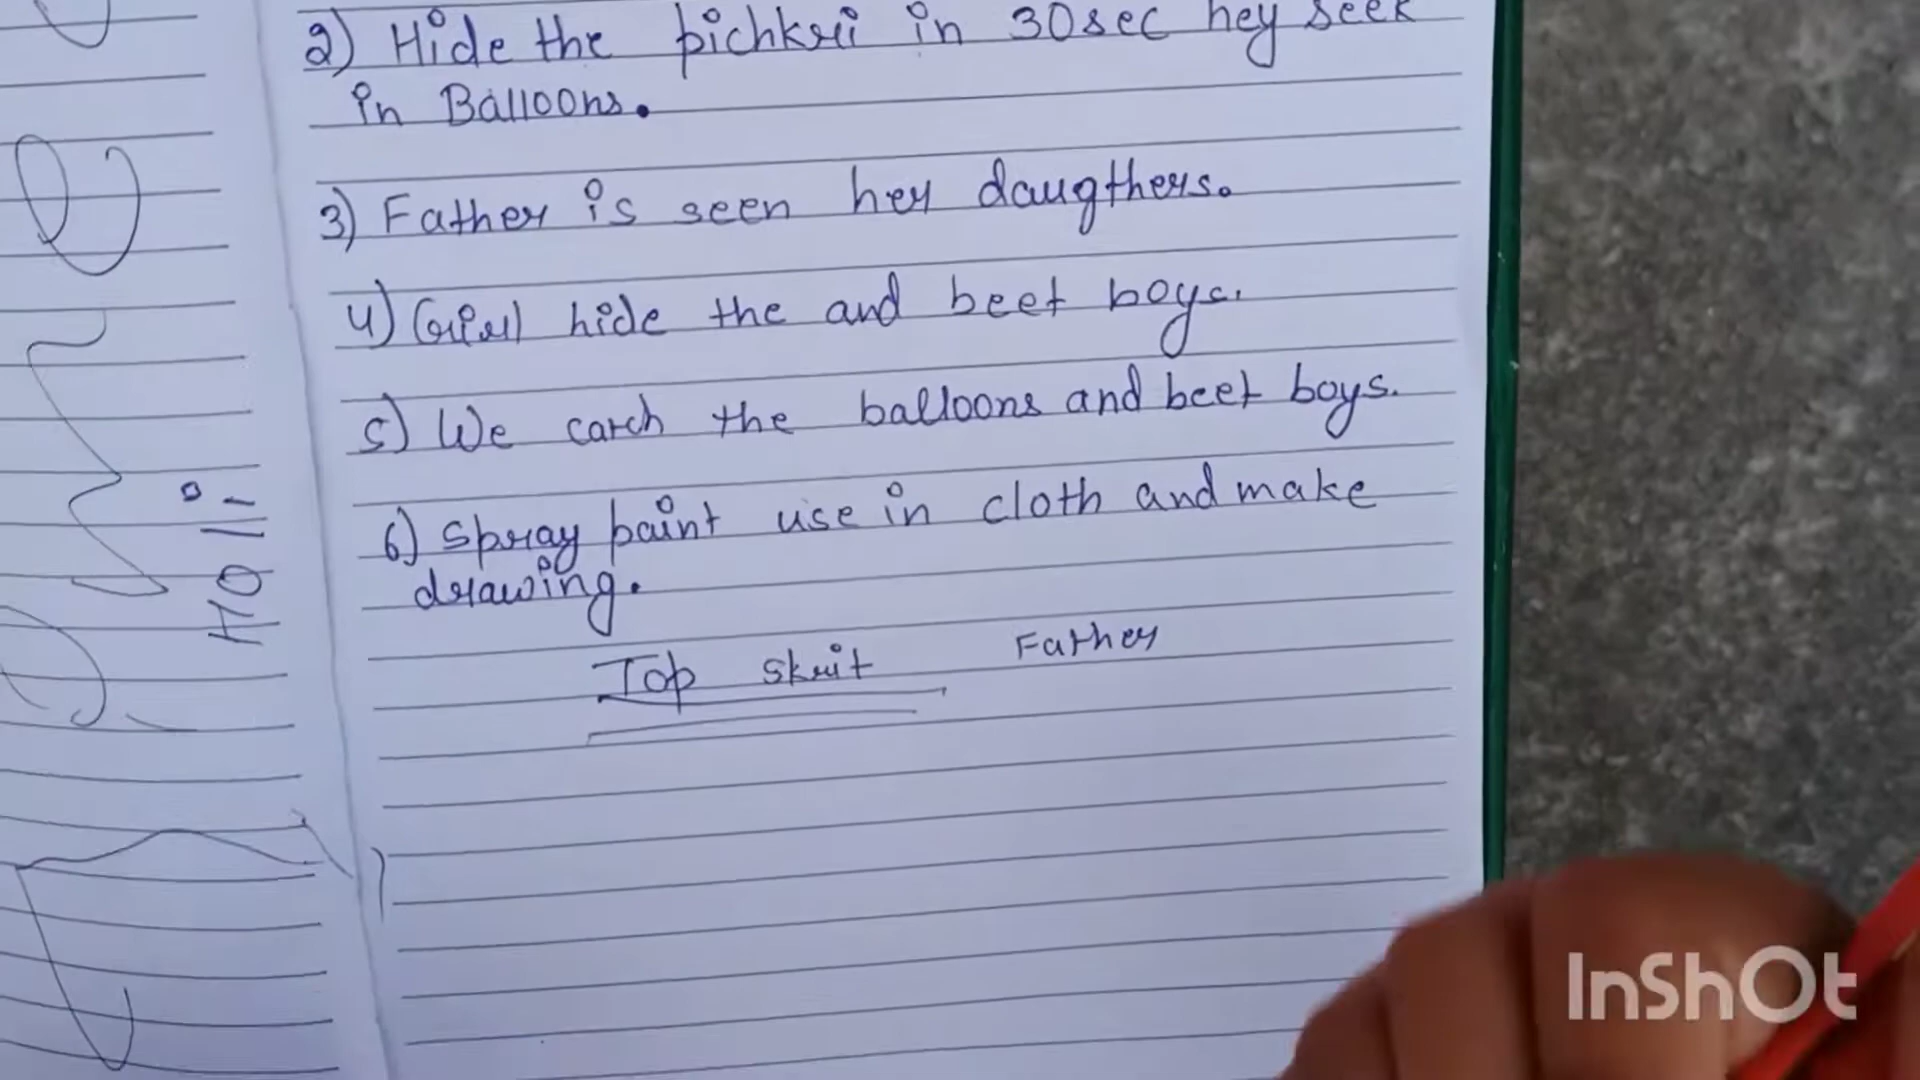 2) Hide the pichkri in 30sec her seek
in Balloons.
3) Father is seen her daugthers.
4) Girl hide the and beet boys.
5) We catch the balloons and beet boys.
6) Spray paint use in cloth and make
drawing.
Top Skrit Father
Holi
InShOt